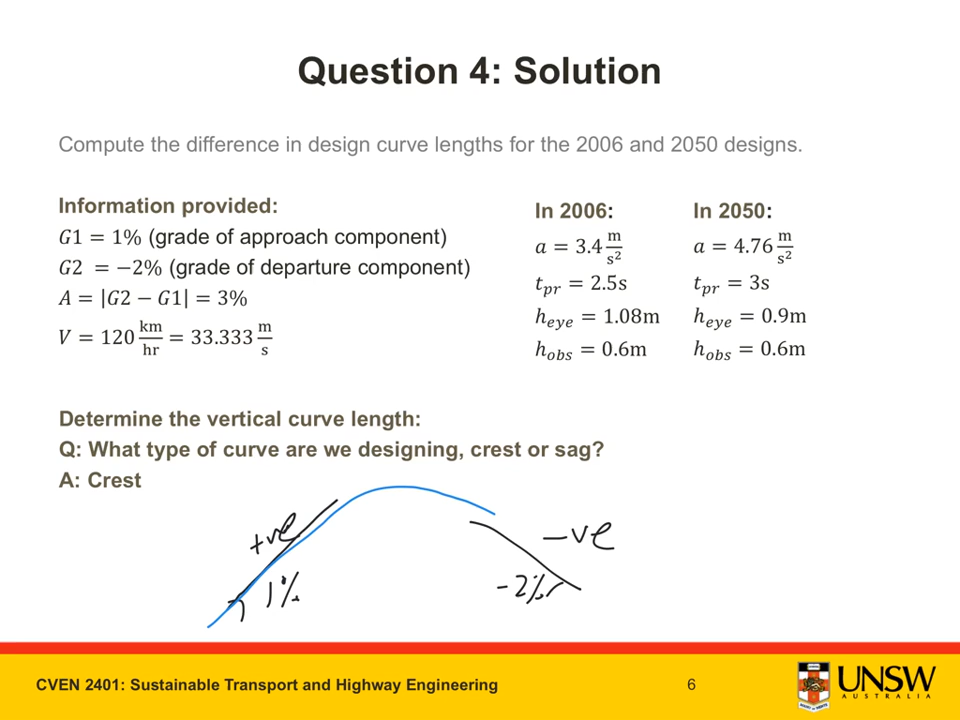 Question 4: Solution
Compute the difference in design curve lengths for the 2006 and 2050 designs.
Information provided:
G1 = 1% (grade of approach component)
G2 = −2% (grade of departure component)
A = |G2 − G1| = 3%
V = 120 km/hr = 33.333 m/s
In 2006:
a = 3.4 m/s²
t_pr = 2.5s
h_eye = 1.08m
h_obs = 0.6m
In 2050:
a = 4.76 m/s²
t_pr = 3s
h_eye = 0.9m
h_obs = 0.6m
Determine the vertical curve length:
Q: What type of curve are we designing, crest or sag?
A: Crest
+ve
1%
−ve
-2%
CVEN 2401: Sustainable Transport and Highway Engineering
6
UNSW
AUSTRALIA